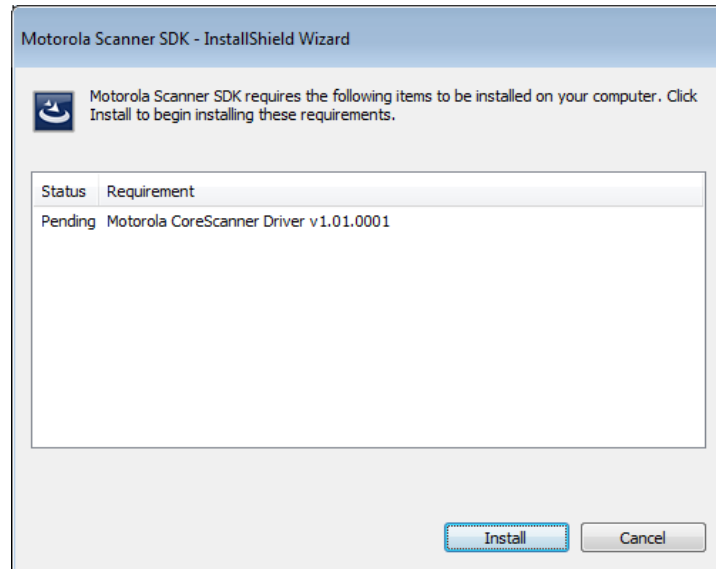 Motorola Scanner SDK - InstallShield Wizard
Motorola Scanner SDK requires the following items to be installed on your computer. Click
Install to begin installing these requirements.
Status Requirement
Pending Motorola CoreScanner Driver v1.01.0001
Install Cancel